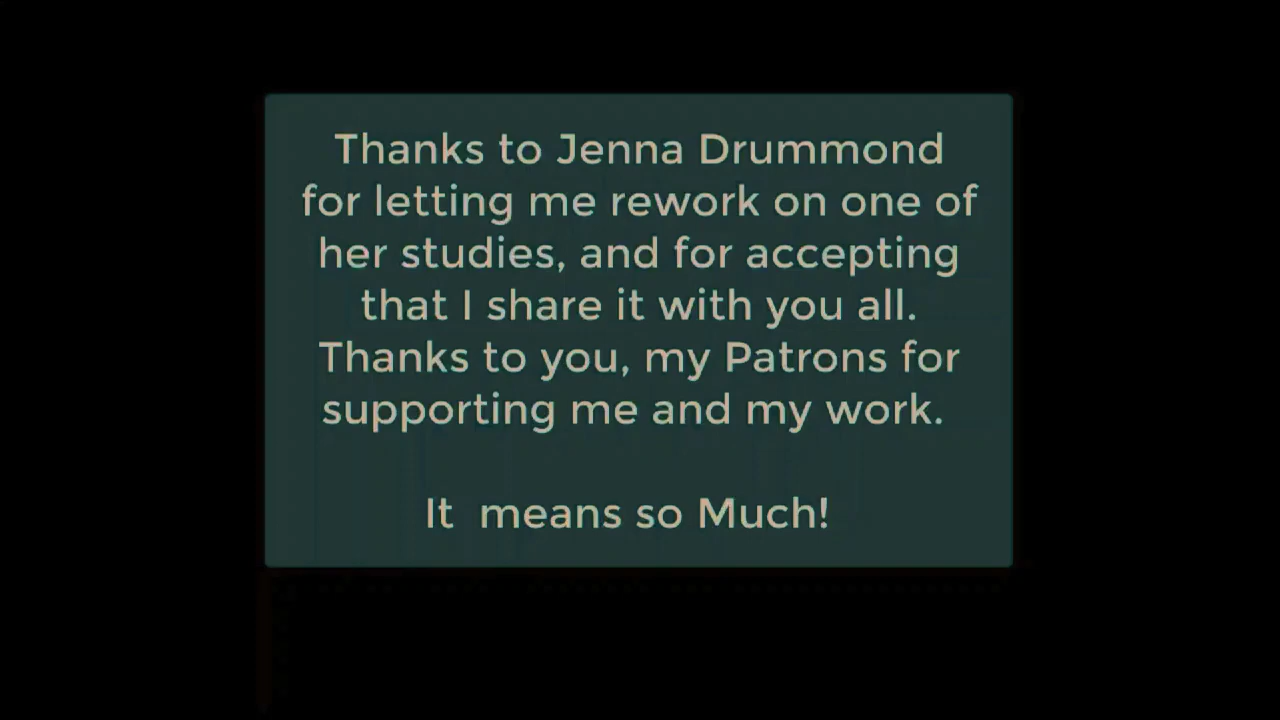 Thanks to Jenna Drummond
for letting me rework on one of
her studies, and for accepting
that I share it with you all.
Thanks to you, my Patrons for
supporting me and my work.
It  means so Much!